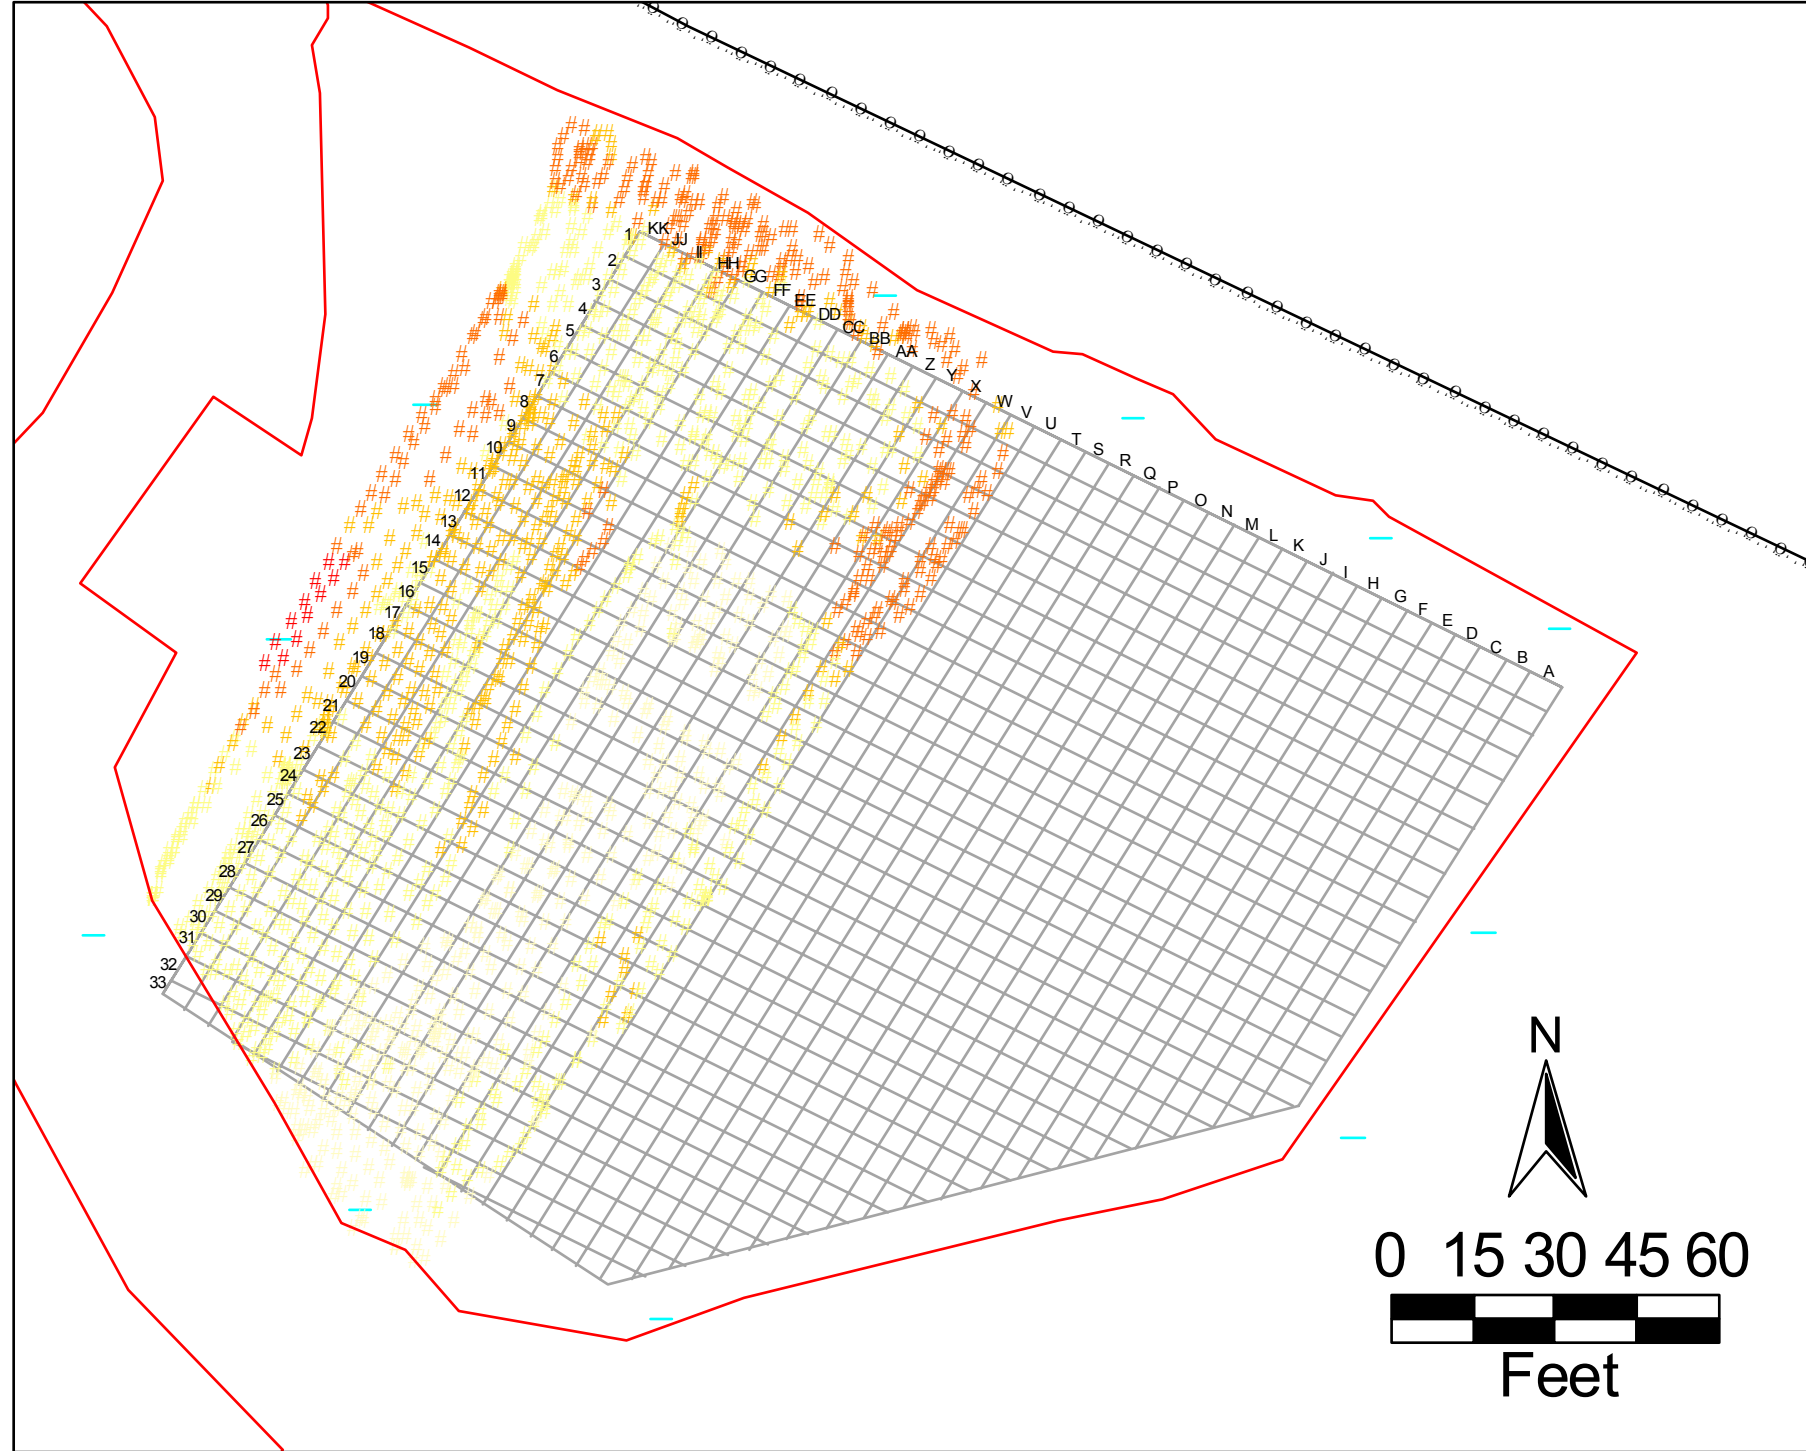 KK
JJ
II
HH
GG
FF
EE
DD
CC
BB
AA
Z
Y
X
W
V
U
T
S
R
Q
P
O
N
M
L
K
J
I
H
G
F
E
D
C
B
A
1
2
3
4
5
6
7
8
9
10
11
12
13
14
15
16
17
18
19
20
21
22
23
24
25
26
27
28
29
30
31
32
33
N
0 15 30 45 60
Feet